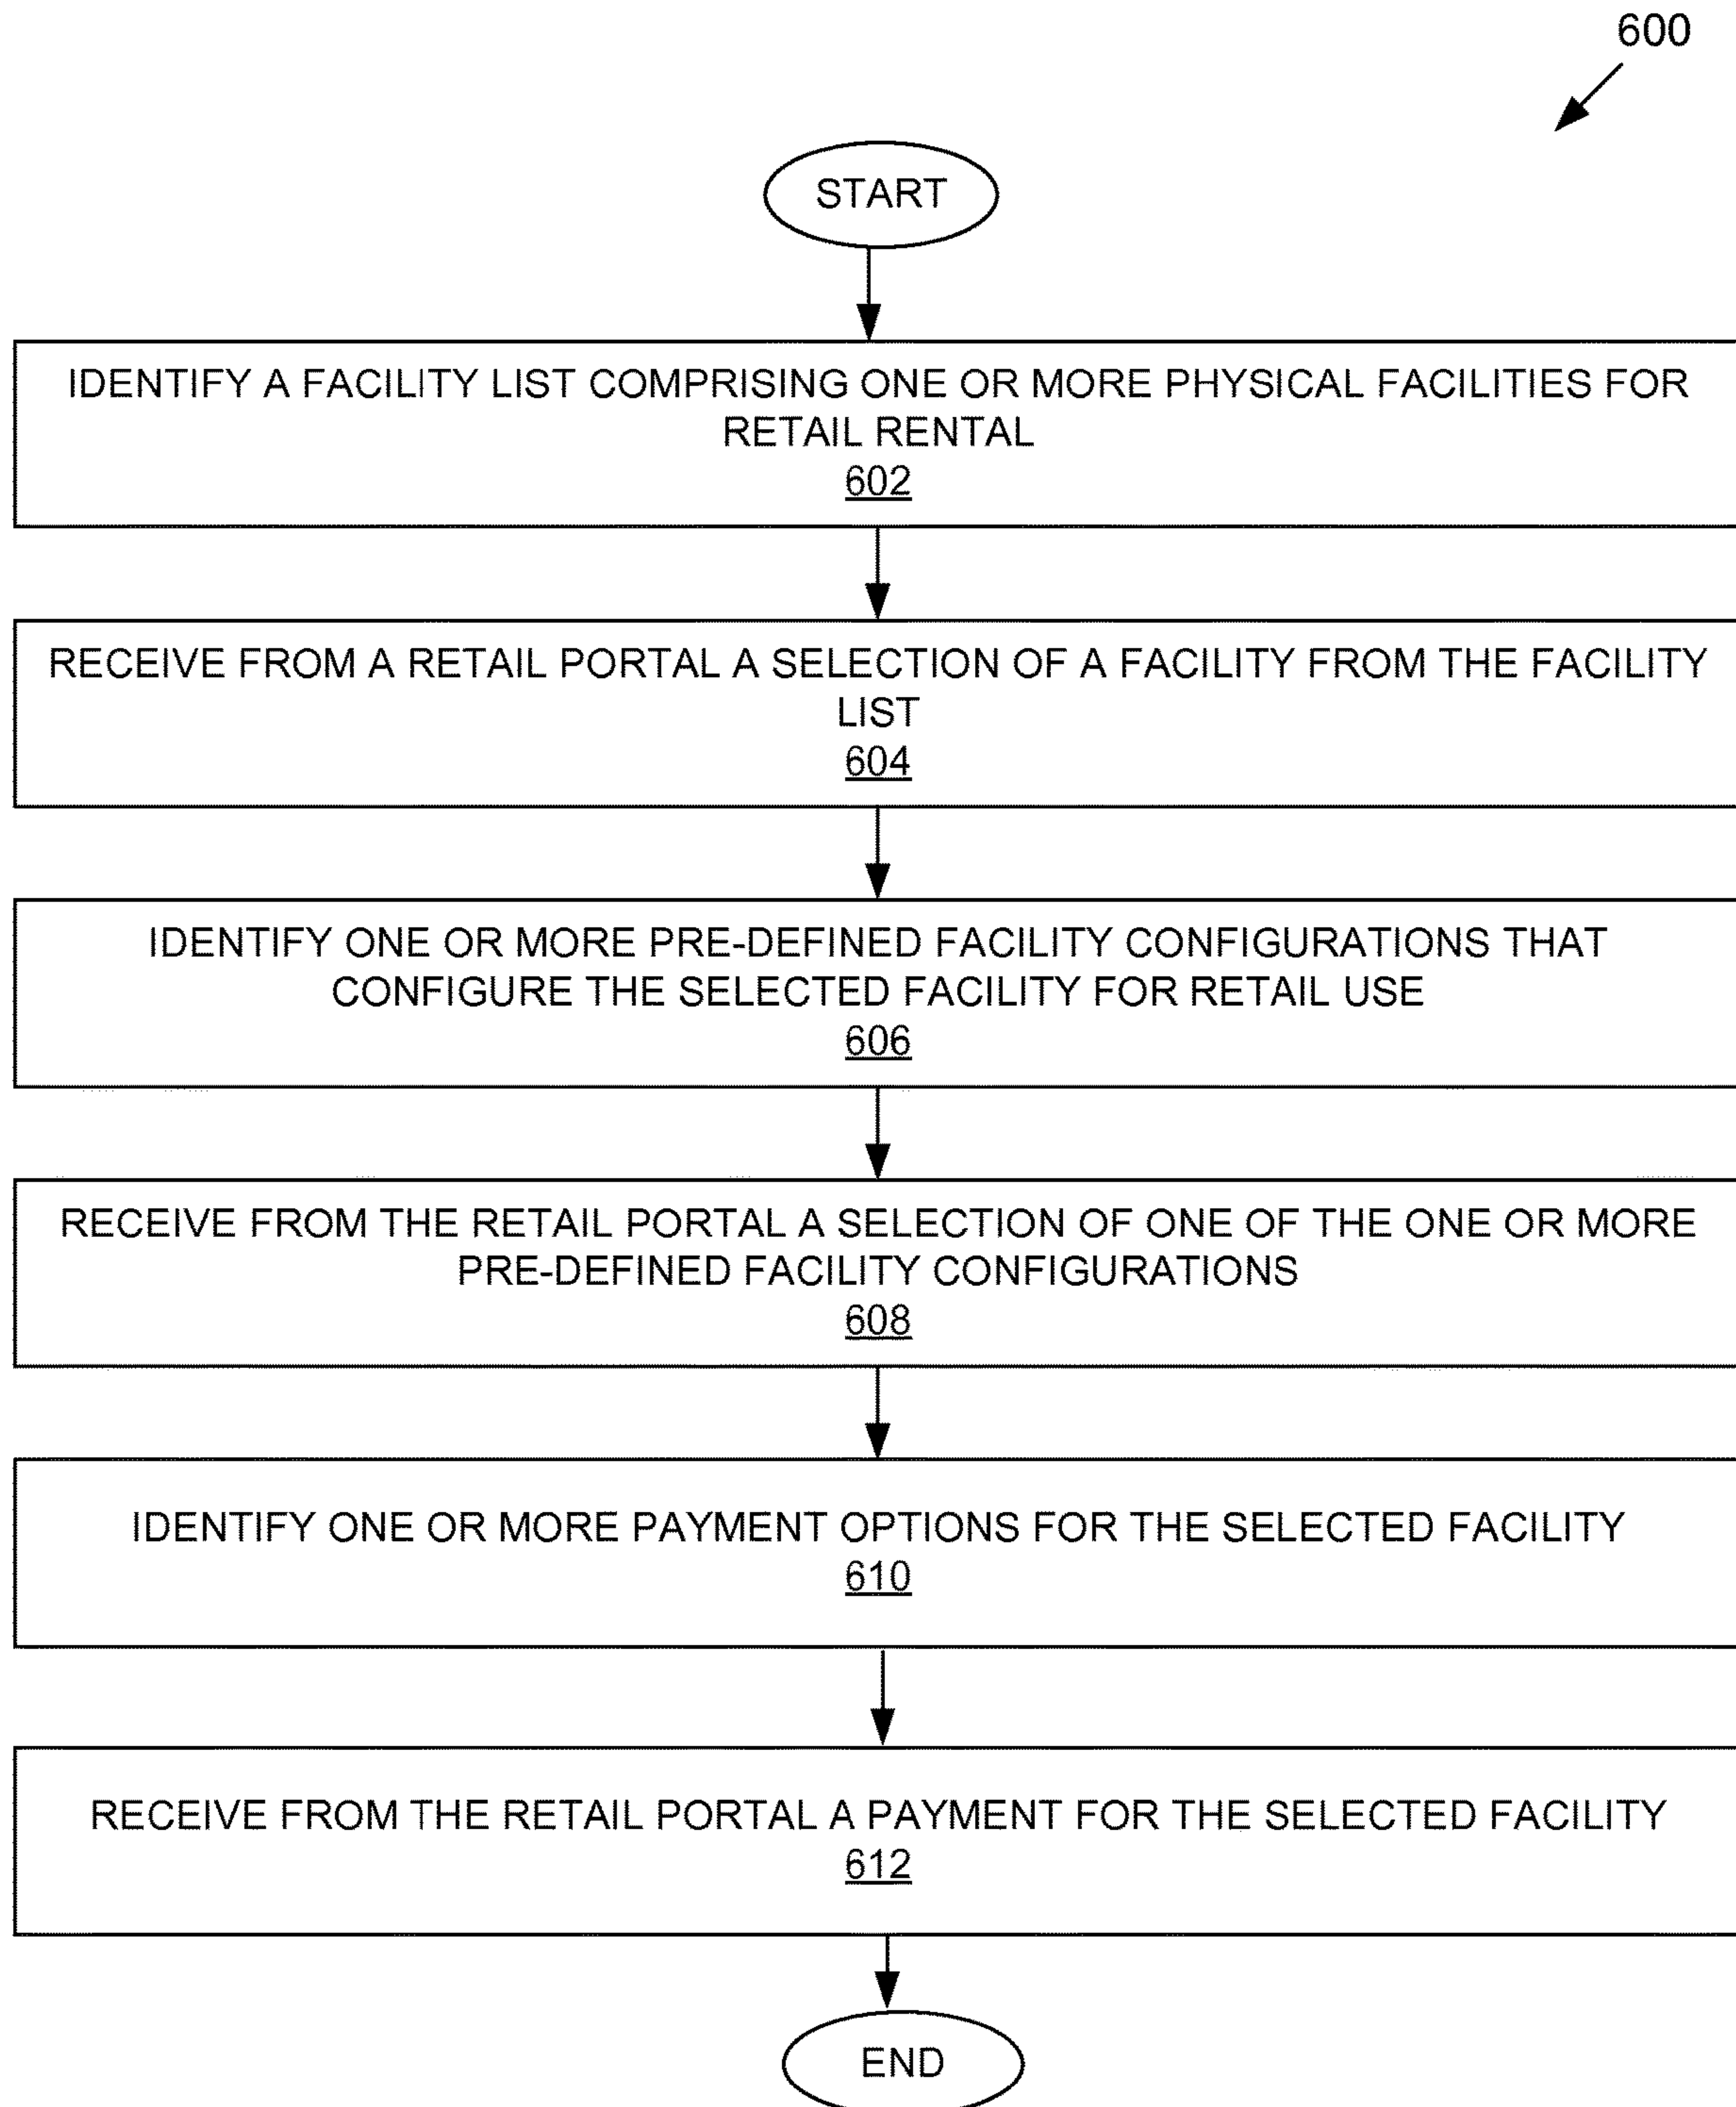 600
START
IDENTIFY A FACILITY LIST COMPRISING ONE OR MORE PHYSICAL FACILITIES FOR
RETAIL RENTAL
602
RECEIVE FROM A RETAIL PORTAL A SELECTION OF A FACILITY FROM THE FACILITY
LIST
604
IDENTIFY ONE OR MORE PRE-DEFINED FACILITY CONFIGURATIONS THAT
CONFIGURE THE SELECTED FACILITY FOR RETAIL USE
606
RECEIVE FROM THE RETAIL PORTAL A SELECTION OF ONE OF THE ONE OR MORE
PRE-DEFINED FACILITY CONFIGURATIONS
608
IDENTIFY ONE OR MORE PAYMENT OPTIONS FOR THE SELECTED FACILITY
610
RECEIVE FROM THE RETAIL PORTAL A PAYMENT FOR THE SELECTED FACILITY
612
END